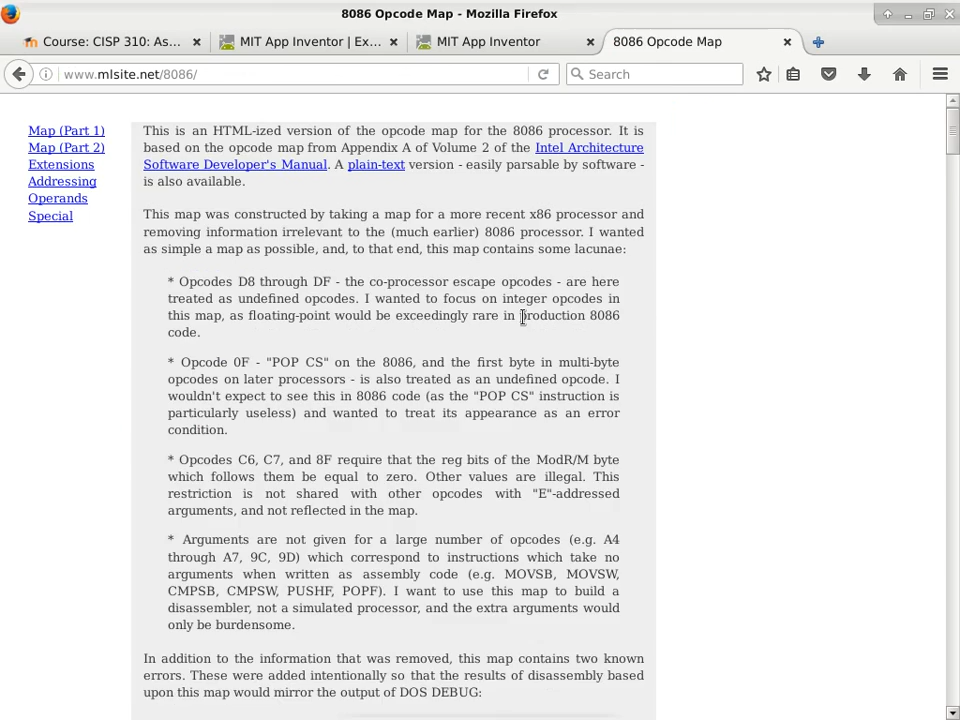 8086 Opcode Map - Mozilla Firefox
Course: CISP 310: As...
MIT App Inventor | Ex...
MIT App Inventor
8086 Opcode Map
www.mlsite.net/8086/
Search
Map (Part 1)
Map (Part 2)
Extensions
Addressing
Operands
Special
This is an HTML-ized version of the opcode map for the 8086 processor. It is
based on the opcode map from Appendix A of Volume 2 of the Intel Architecture
Software Developer's Manual. A plain-text version - easily parsable by software -
is also available.
This map was constructed by taking a map for a more recent x86 processor and
removing information irrelevant to the (much earlier) 8086 processor. I wanted
as simple a map as possible, and, to that end, this map contains some lacunae:
* Opcodes D8 through DF - the co-processor escape opcodes - are here
treated as undefined opcodes. I wanted to focus on integer opcodes in
this map, as floating-point would be exceedingly rare in production 8086
code.
* Opcode 0F - "POP CS" on the 8086, and the first byte in multi-byte
opcodes on later processors - is also treated as an undefined opcode. I
wouldn't expect to see this in 8086 code (as the "POP CS" instruction is
particularly useless) and wanted to treat its appearance as an error
condition.
* Opcodes C6, C7, and 8F require that the reg bits of the ModR/M byte
which follows them be equal to zero. Other values are illegal. This
restriction is not shared with other opcodes with "E"-addressed
arguments, and not reflected in the map.
* Arguments are not given for a large number of opcodes (e.g. A4
through A7, 9C, 9D) which correspond to instructions which take no
arguments when written as assembly code (e.g. MOVSB, MOVSW,
CMPSB, CMPSW, PUSHF, POPF). I want to use this map to build a
disassembler, not a simulated processor, and the extra arguments would
only be burdensome.
In addition to the information that was removed, this map contains two known
errors. These were added intentionally so that the results of disassembly based
upon this map would mirror the output of DOS DEBUG: